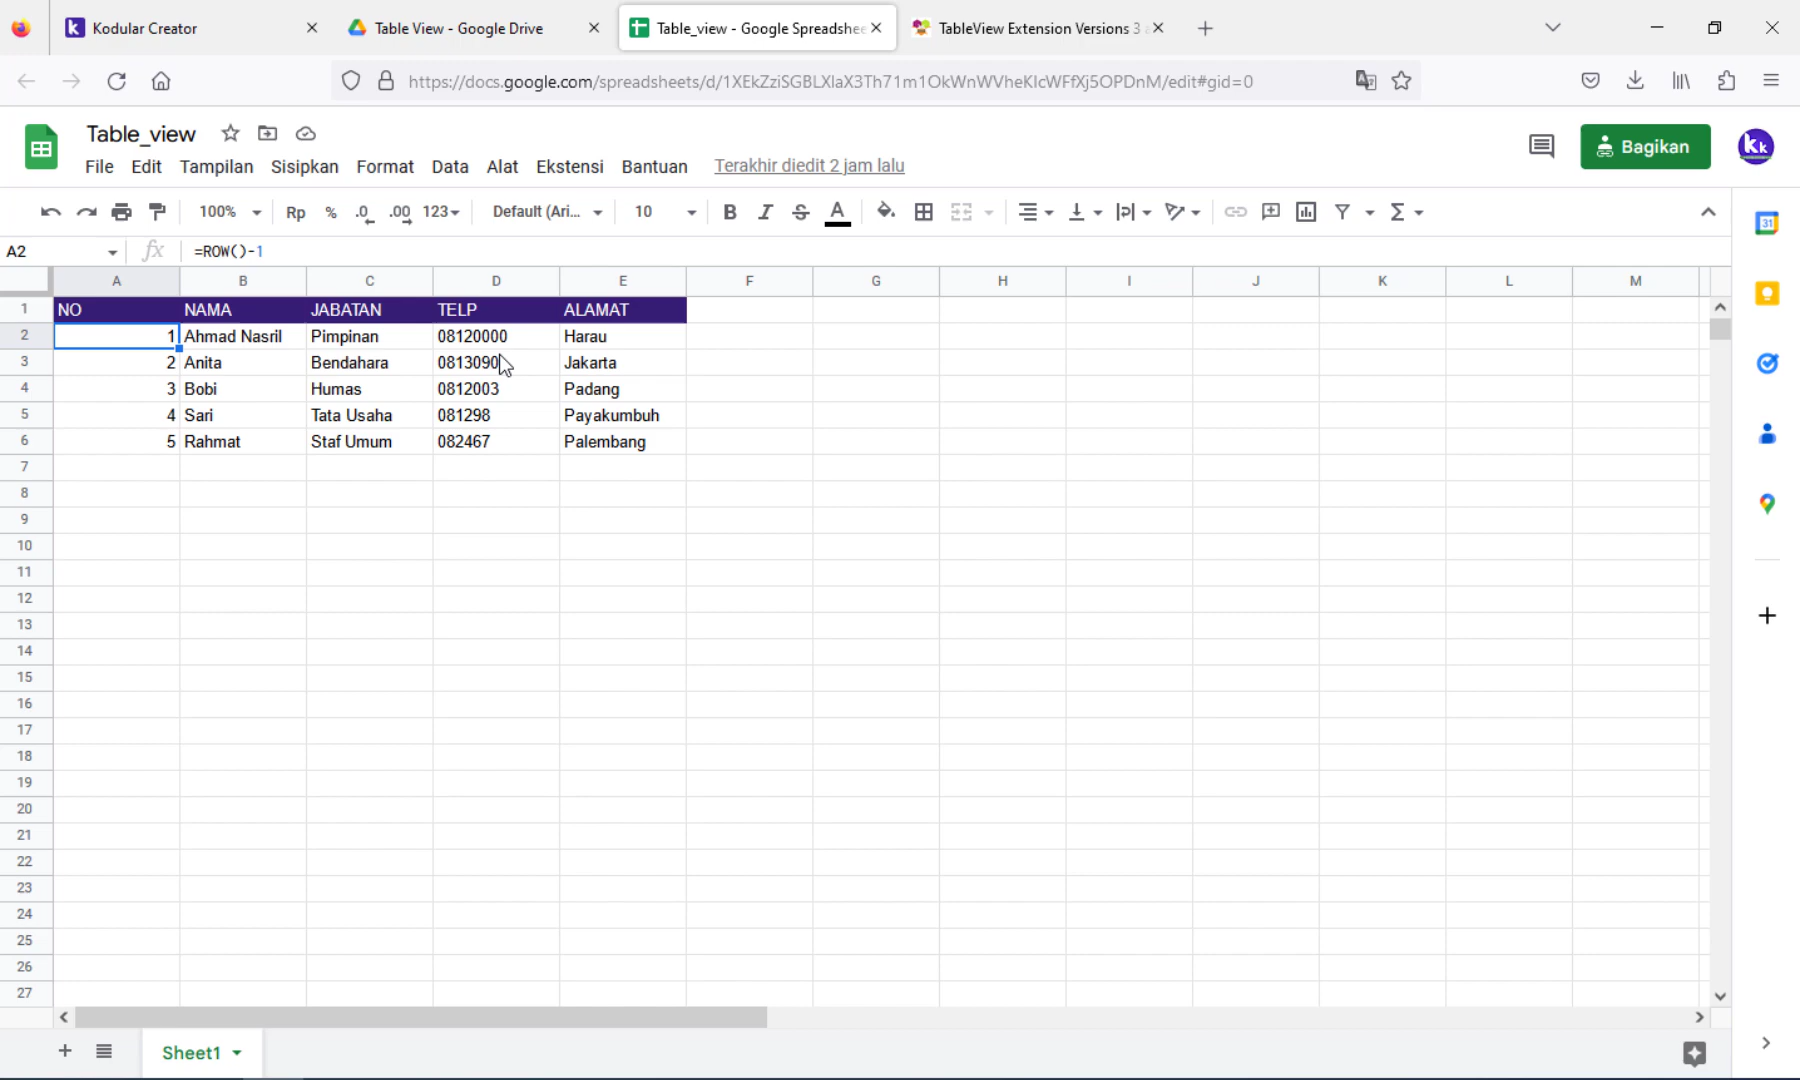 Kodular Creator
Table View - Google Drive
Table_view - Google Spreadshee
TableView Extension Versions 3
https://docs.google.com/spreadsheets/d/1XEkZziSGBLXlaX3Th71m1OkWnWVheKIcWFfXj5OPDnM/edit#gid=0
Table_view
File Edit Tampilan Sisipkan Format Data Alat Ekstensi Bantuan Terakhir diedit 2 jam lalu
Bagikan
100% Rp % .0 .00 123 Default (Ari... 10 B I S A
A2 fx =ROW()-1
A B C D E F G H I J K L M
1 NO NAMA JABATAN TELP ALAMAT
2 1 Ahmad Nasril Pimpinan 08120000 Harau
3 2 Anita Bendahara 0813090 Jakarta
4 3 Bobi Humas 0812003 Padang
5 4 Sari Tata Usaha 081298 Payakumbuh
6 5 Rahmat Staf Umum 082467 Palembang
7
8
9
10
11
12
13
14
15
16
17
18
19
20
21
22
23
24
25
26
27
Sheet1